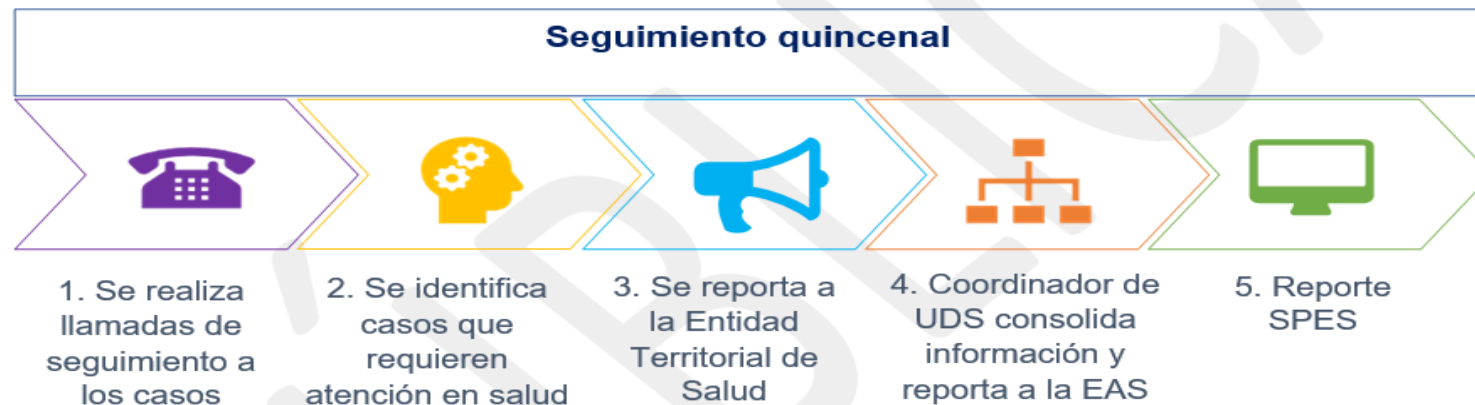 Seguimiento quincenal
1. Se realiza
llamadas de
seguimiento a
los casos
2. Se identifica
casos que
requieren
atención en salud
3. Se reporta a
la Entidad
Territorial de
Salud
4. Coordinador de
UDS consolida
información y
reporta a la EAS
5. Reporte
SPES